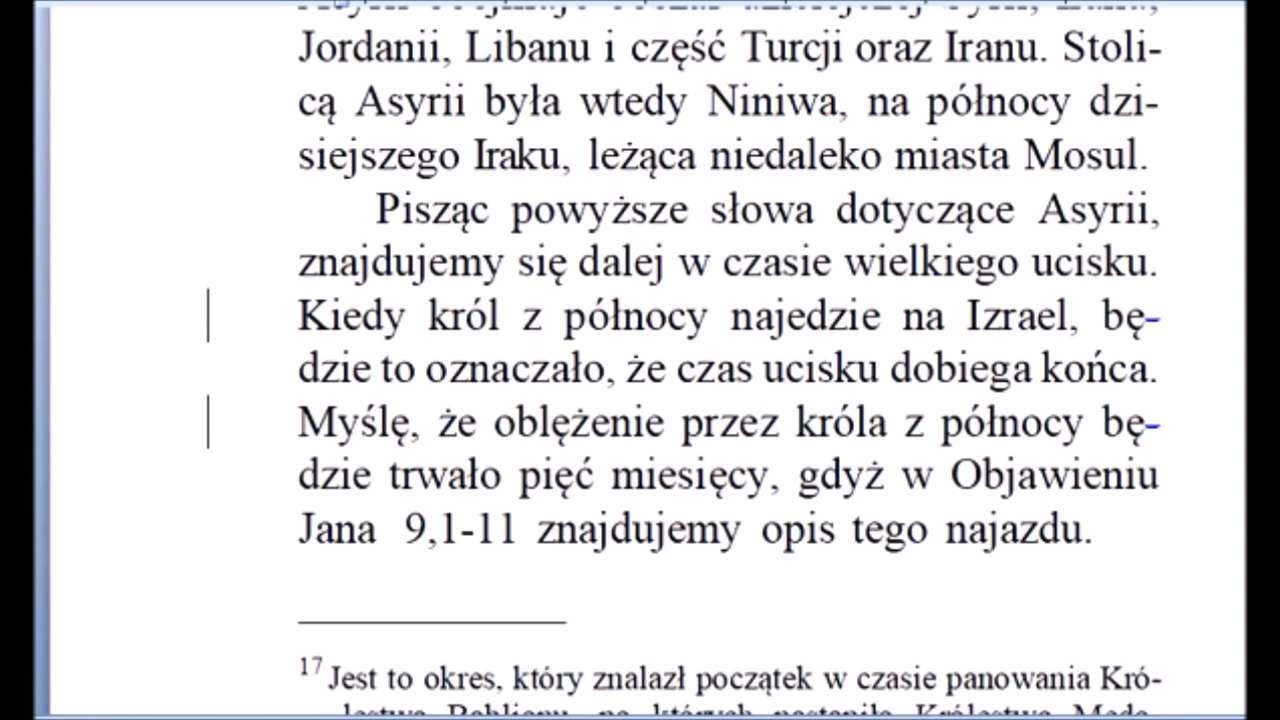 Jordanii, Libanu i część Turcji oraz Iranu. Stoli-
cą Asyrii była wtedy Niniwa, na północy dzi-
siejszego Iraku, leżąca niedaleko miasta Mosul.
Pisząc powyższe słowa dotyczące Asyrii,
znajdujemy się dalej w czasie wielkiego ucisku.
Kiedy król z północy najedzie na Izrael, bę-
dzie to oznaczało, że czas ucisku dobiega końca.
Myślę, że oblężenie przez króla z północy bę-
dzie trwało pięć miesięcy, gdyż w Objawieniu
Jana 9,1-11 znajdujemy opis tego najazdu.
17 Jest to okres, który znalazł początek w czasie panowania Kró-